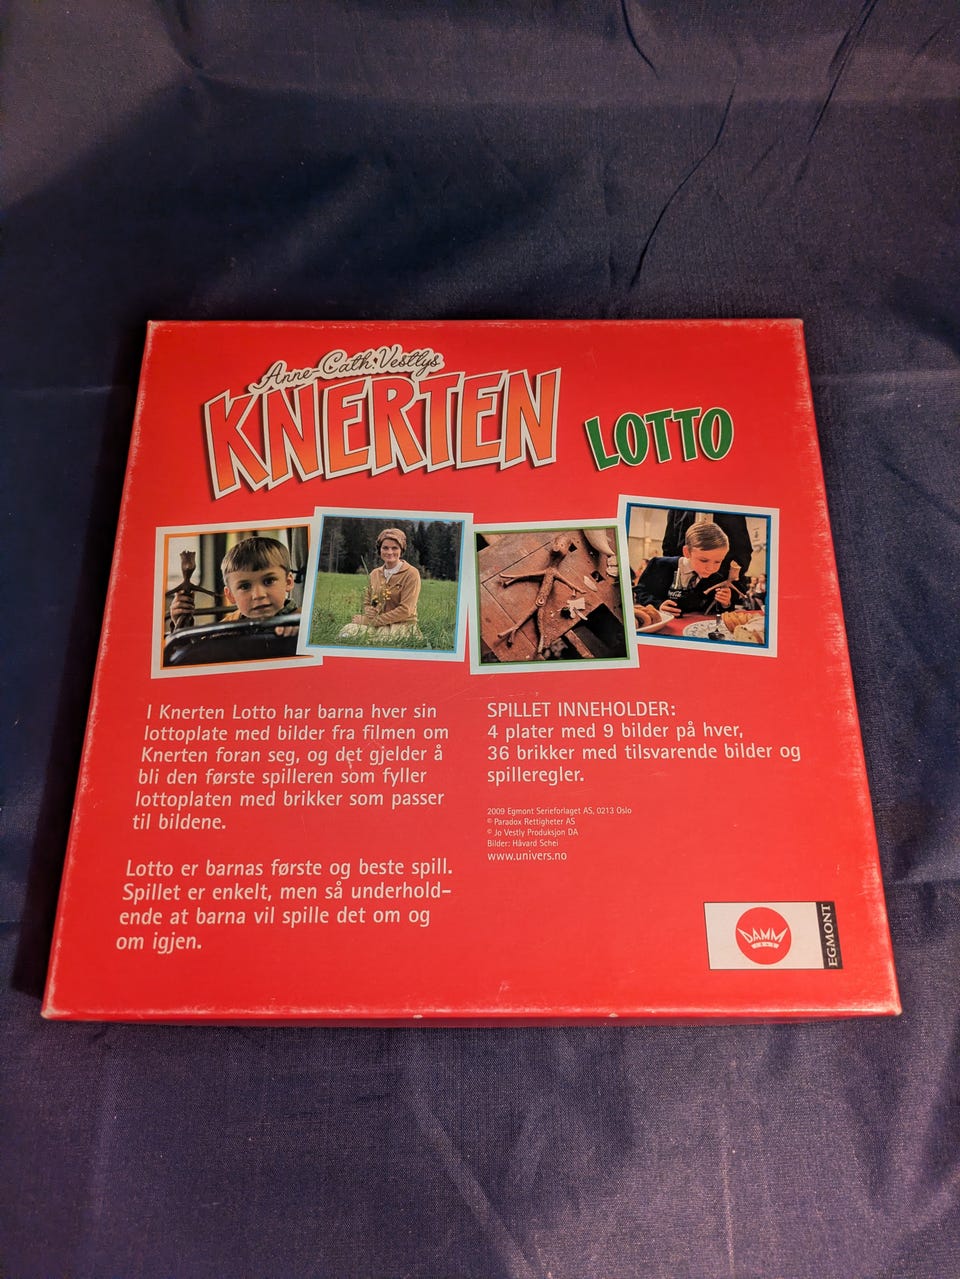 Anne-Cath. Vestlys
KNERTEN
LOTTO
I Knerten Lotto har barna hver sin
lottoplate med bilder fra filmen om
Knerten foran seg, og det gjelder å
bli den første spilleren som fyller
lottoplaten med brikker som passer
til bildene.
Lotto er barnas første og beste spill.
Spillet er enkelt, men så underhold-
ende at barna vil spille det om og
om igjen.
SPILLET INNEHOLDER:
4 plater med 9 bilder på hver,
36 brikker med tilsvarende bilder og
spilleregler.
2009 Egmont Serieforlaget AS, 0213 Oslo
© Paradox Rettigheter AS
© Jo Vestly Produksjon DA
Bilder: Håvard Schei
www.univers.no
DAMM
EGMONT